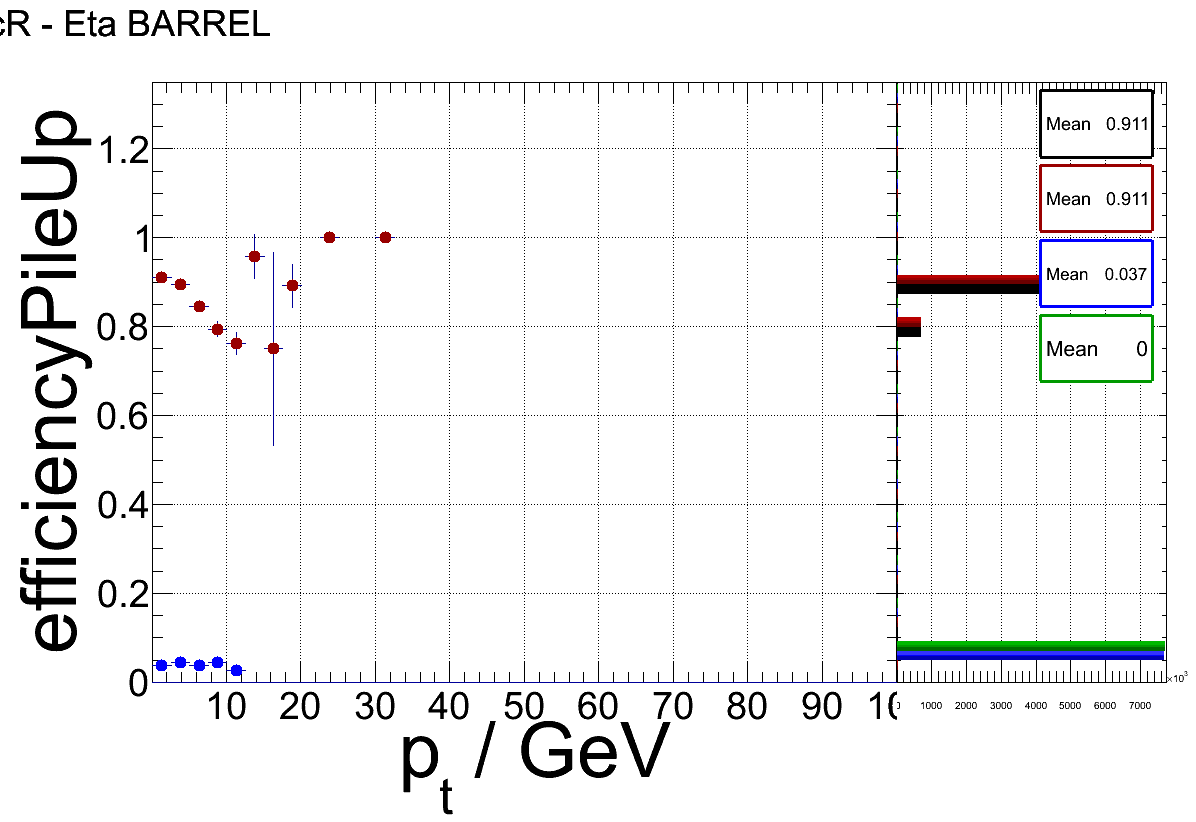 R - Eta BARREL
efficiencyPileUp
1.2
1
0.8
0.6
0.4
0.2
0
10 20 30 40 50 60 70 80 90
p_t / GeV
Mean 0.911
Mean 0.911
Mean 0.037
Mean 0
1000 2000 3000 4000 5000 6000 7000
×10³